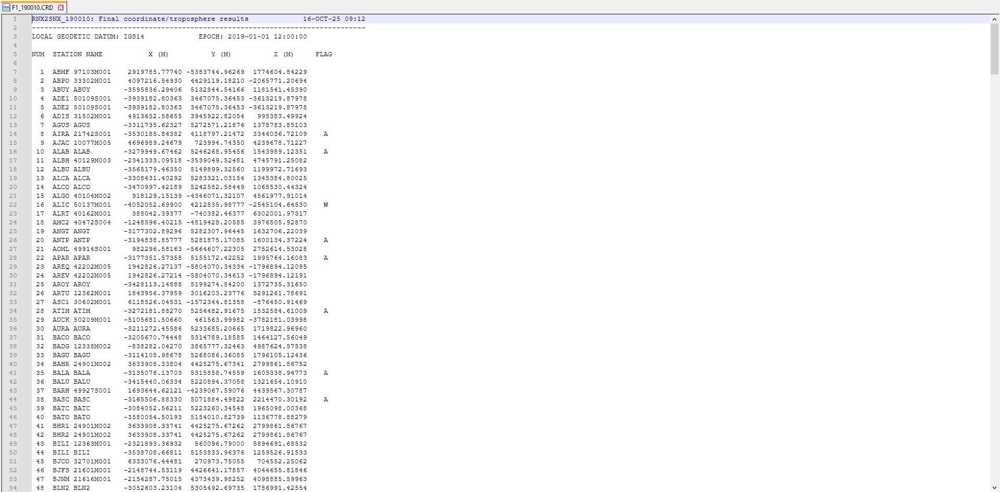 F1_190010.CRD
1 RNX2SNX_190010: Final coordinate/troposphere results 16-OCT-25 09:12
2 --------------------------------------------------------------------------------
3 LOCAL GEODETIC DATUM: IGS14 EPOCH: 2019-01-01 12:00:00
4
5 NUM STATION NAME X (M) Y (M) Z (M) FLAG
6
7 1 ABMF 97103M001 2919785.77740 -5383744.96269 1774604.84229
8 2 ABPO 33302M001 4097216.54930 4429119.18210 -2065771.20694
9 3 ABUY ABUY -3595836.29406 5132844.54166 1181541.45390
10 4 ADE1 50109S001 -3939182.80363 3467075.36453 -3613219.87978
11 5 ADE2 50109S001 -3939182.80363 3467075.36453 -3613219.87978
12 6 ADIS 31502M001 4913652.58655 3945922.82054 995383.49924
13 7 AGUS AGUS -3311735.62327 5272571.21876 1378783.85103
14 8 AIRA 21742S001 -3530185.84382 4118797.21472 3344036.72109 A
15 9 AJAC 10077M005 4696989.24679 723994.74350 4239678.71227
16 10 ALAB ALAB -3279949.67462 5246268.95456 1543989.12351 A
17 11 ALBH 40129M003 -2341333.09518 -3539049.52481 4745791.25082
18 12 ALBU ALBU -3565179.46350 5149899.32560 1199972.71693
19 13 ALCA ALCA -3308431.40292 5283321.03154 1345384.80025
20 14 ALCO ALCO -3470997.42189 5242582.58449 1068530.44324
21 15 ALGO 40104M002 918129.15139 -4346071.32107 4561977.91014
22 16 ALIC 50137M001 -4052052.69900 4212835.98777 -2545104.64530 W
23 17 ALRT 40162M001 388042.39377 -740382.46377 6302001.97317
24 18 AMC2 40472S004 -1248596.40215 -4819428.20585 3976505.92870
25 19 ANGT ANGT -3177302.89296 5282307.96445 1632706.22039
26 20 ANTP ANTP -3194838.85777 5281875.17085 1600134.37224 A
27 21 AOML 49914S001 982296.58163 -5664607.22305 2752614.53028
28 22 APAR APAR -3177351.57358 5155172.42252 1995764.16083 A
29 23 AREQ 42202M005 1942826.27137 -5804070.34334 -1796894.12095
30 24 AREV 42202M005 1942826.27214 -5804070.34613 -1796894.12191
31 25 AROY AROY -3428113.14888 5199274.84200 1372735.31650
32 26 ARTU 12362M001 1843956.37959 3016203.23776 5291261.78691
33 27 ASC1 30602M001 6118526.04531 -1572344.81358 -876450.91469
34 28 ATIM ATIM -3272181.88270 5254482.91675 1532584.61009 A
35 29 AUCK 50209M001 -5105681.50660 461563.99982 -3782181.03998
36 30 AURA AURA -3211272.45586 5233685.20665 1719822.96960
37 31 BACO BACO -3205670.74448 5314789.18585 1464127.56049
38 32 BADG 12338M002 -838282.04270 3865777.32463 4987624.57538
39 33 BAGU BAGU -3114105.98678 5268086.36085 1796105.12436
40 34 BAHR 24901M002 3633908.33804 4425275.67341 2799861.86752
41 35 BALA BALA -3135076.13703 5315858.74559 1605338.94773 A
42 36 BALU BALU -3415440.06334 5220894.37058 1321654.10910
43 37 BARH 49927S001 1693644.62121 -4239067.59076 4439567.30787
44 38 BASC BASC -3165506.88330 5071884.49822 2214470.30192 A
45 39 BATC BATC -3084052.56211 5223260.34548 1965098.00368
46 40 BATO BATO -3580054.50193 5154010.82739 1136778.88279
47 41 BHR1 24901M002 3633908.33741 4425275.67262 2799861.86767
48 42 BHR2 24901M002 3633908.33741 4425275.67262 2799861.86767
49 43 BILI 12363M001 -2321893.36932 560096.79000 5894691.68532
50 44 BILI BILI -3538708.66811 5153833.96376 1259526.91533
51 45 BJCO 32701M001 6333076.44481 270973.75055 704552.25062
52 46 BJFS 21601M001 -2148744.53119 4426641.17857 4044655.81846
53 47 BJNM 21616M001 -2154287.75015 4373439.98252 4098885.59963
54 48 BLN2 BLN2 -3052603.23104 5305492.69735 1786991.42554